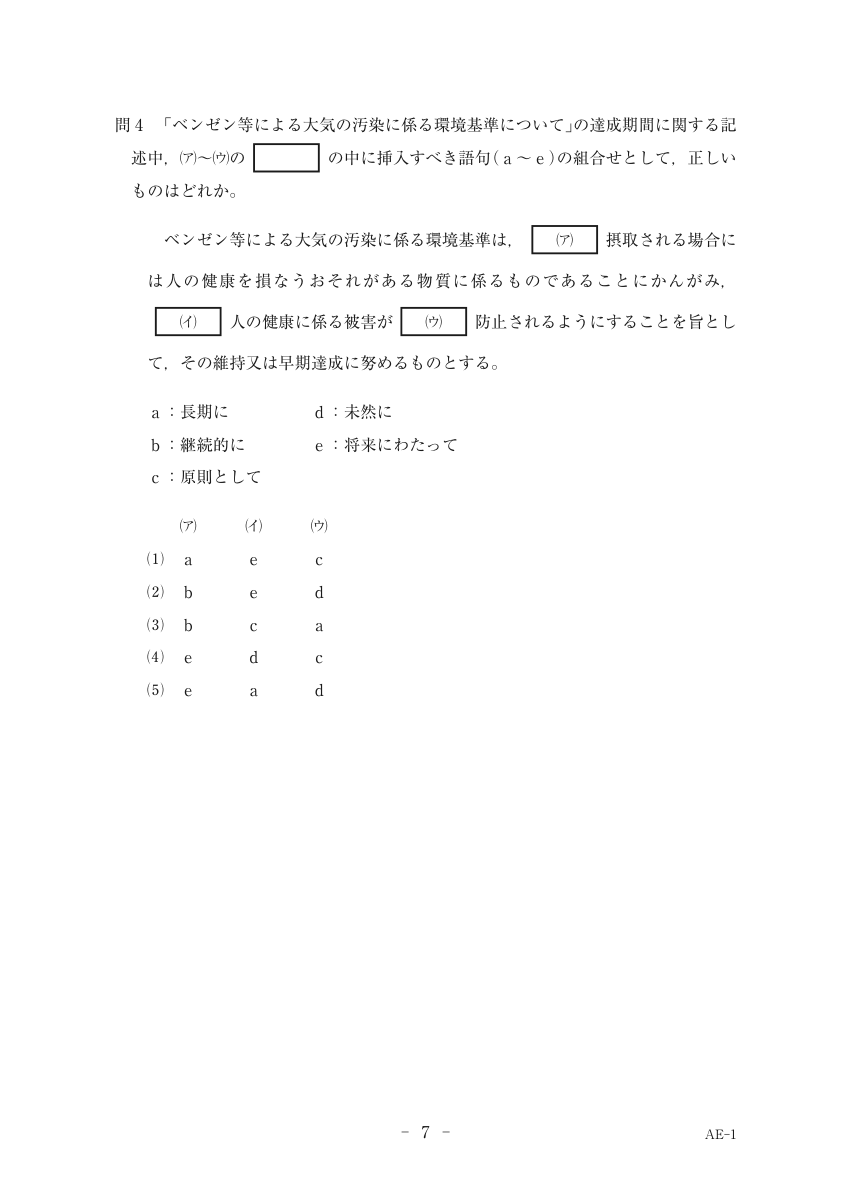 問4 「ベンゼン等による大気の汚染に係る環境基準について」の達成期間に関する記
述中，㋐～㋒の の中に挿入すべき語句(a～e)の組合せとして，正しい
ものはどれか。
ベンゼン等による大気の汚染に係る環境基準は， (ア) 摂取される場合に
は人の健康を損なうおそれがある物質に係るものであることにかんがみ，
(イ) 人の健康に係る被害が (ウ) 防止されるようにすることを旨とし
て，その維持又は早期達成に努めるものとする。
a：長期に d：未然に
b：継続的に e：将来にわたって
c：原則として
(ア) (イ) (ウ)
(1) a e c
(2) b e d
(3) b c a
(4) e d c
(5) e a d
－ 7 － AE-1